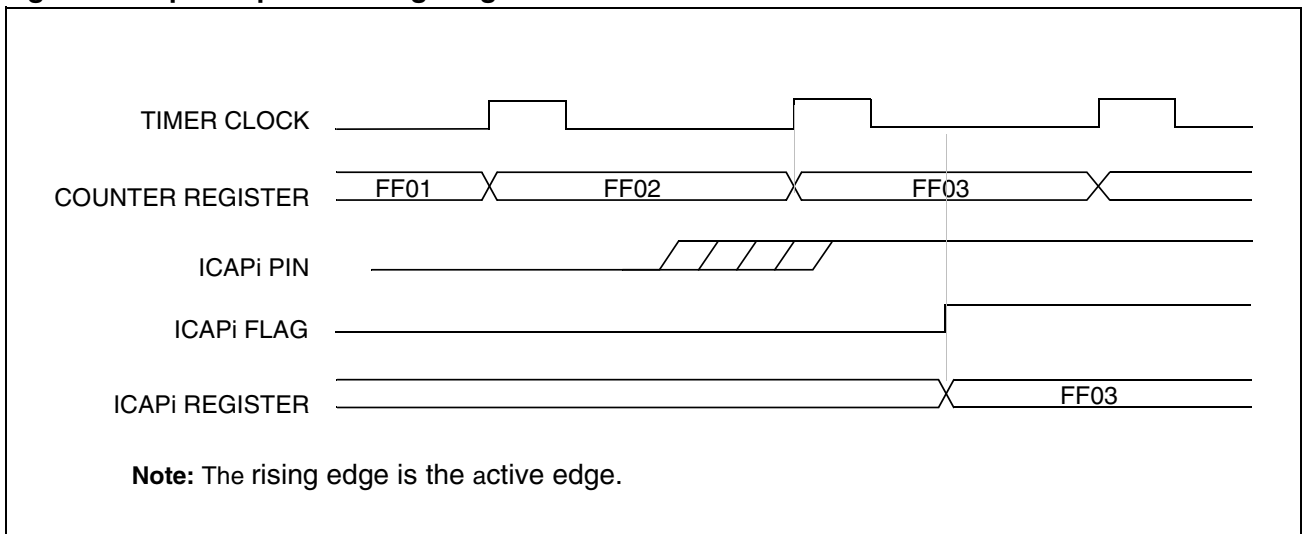 TIMER CLOCK
COUNTER REGISTER
FF01
FF02
FF03
ICAPi PIN
ICAPi FLAG
ICAPi REGISTER
FF03
Note: The rising edge is the active edge.